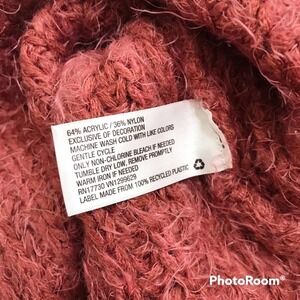 64% ACRYLIC / 36% NYLON
EXCLUSIVE OF DECORATION
MACHINE WASH COLD WITH LIKE COLORS
GENTLE CYCLE
ONLY NON-CHLORINE BLEACH IF NEEDED
TUMBLE DRY LOW, REMOVE PROMPTLY
WARM IRON IF NEEDED
RN17730 VN1299629
LABEL MADE FROM 100% RECYCLED PLASTIC
PhotoRoom